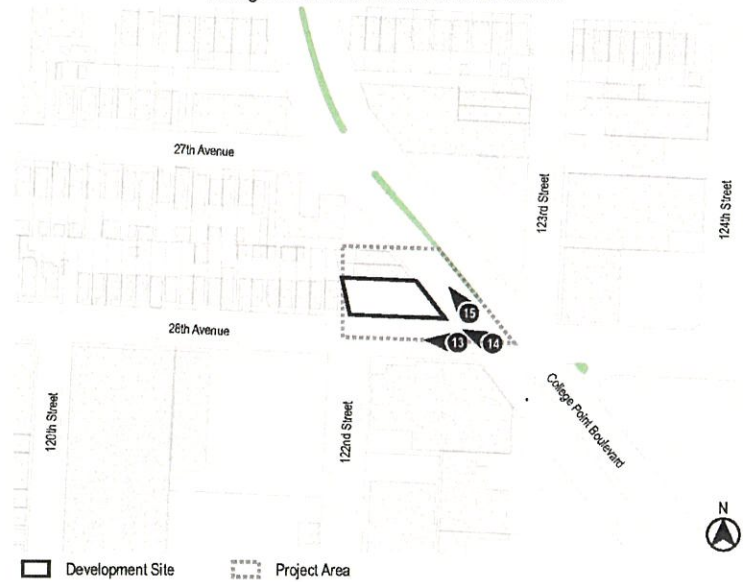 27th Avenue
123rd Street
124th Street
15
28th Avenue
13
14
120th Street
122nd Street
College Point Boulevard
N
Development Site
Project Area